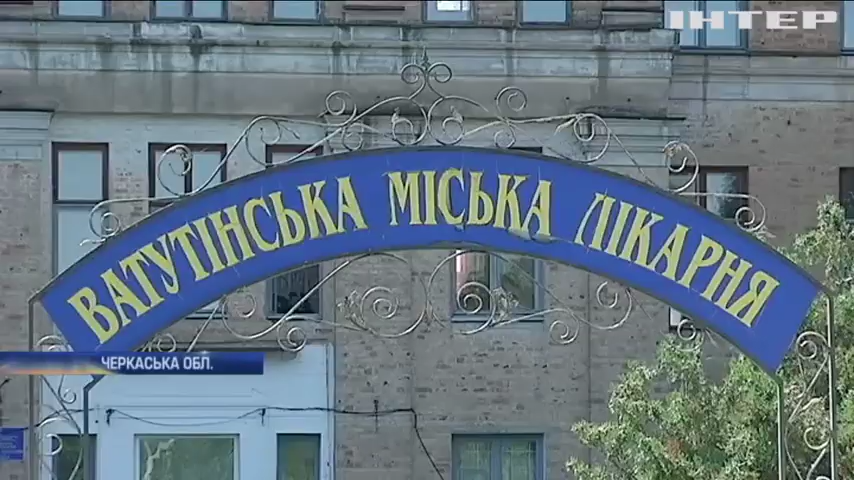 ІНТЕР
ВАТУТІНСЬКА МІСЬКА ЛІКАРНЯ
ЧЕРКАСЬКА ОБЛ.